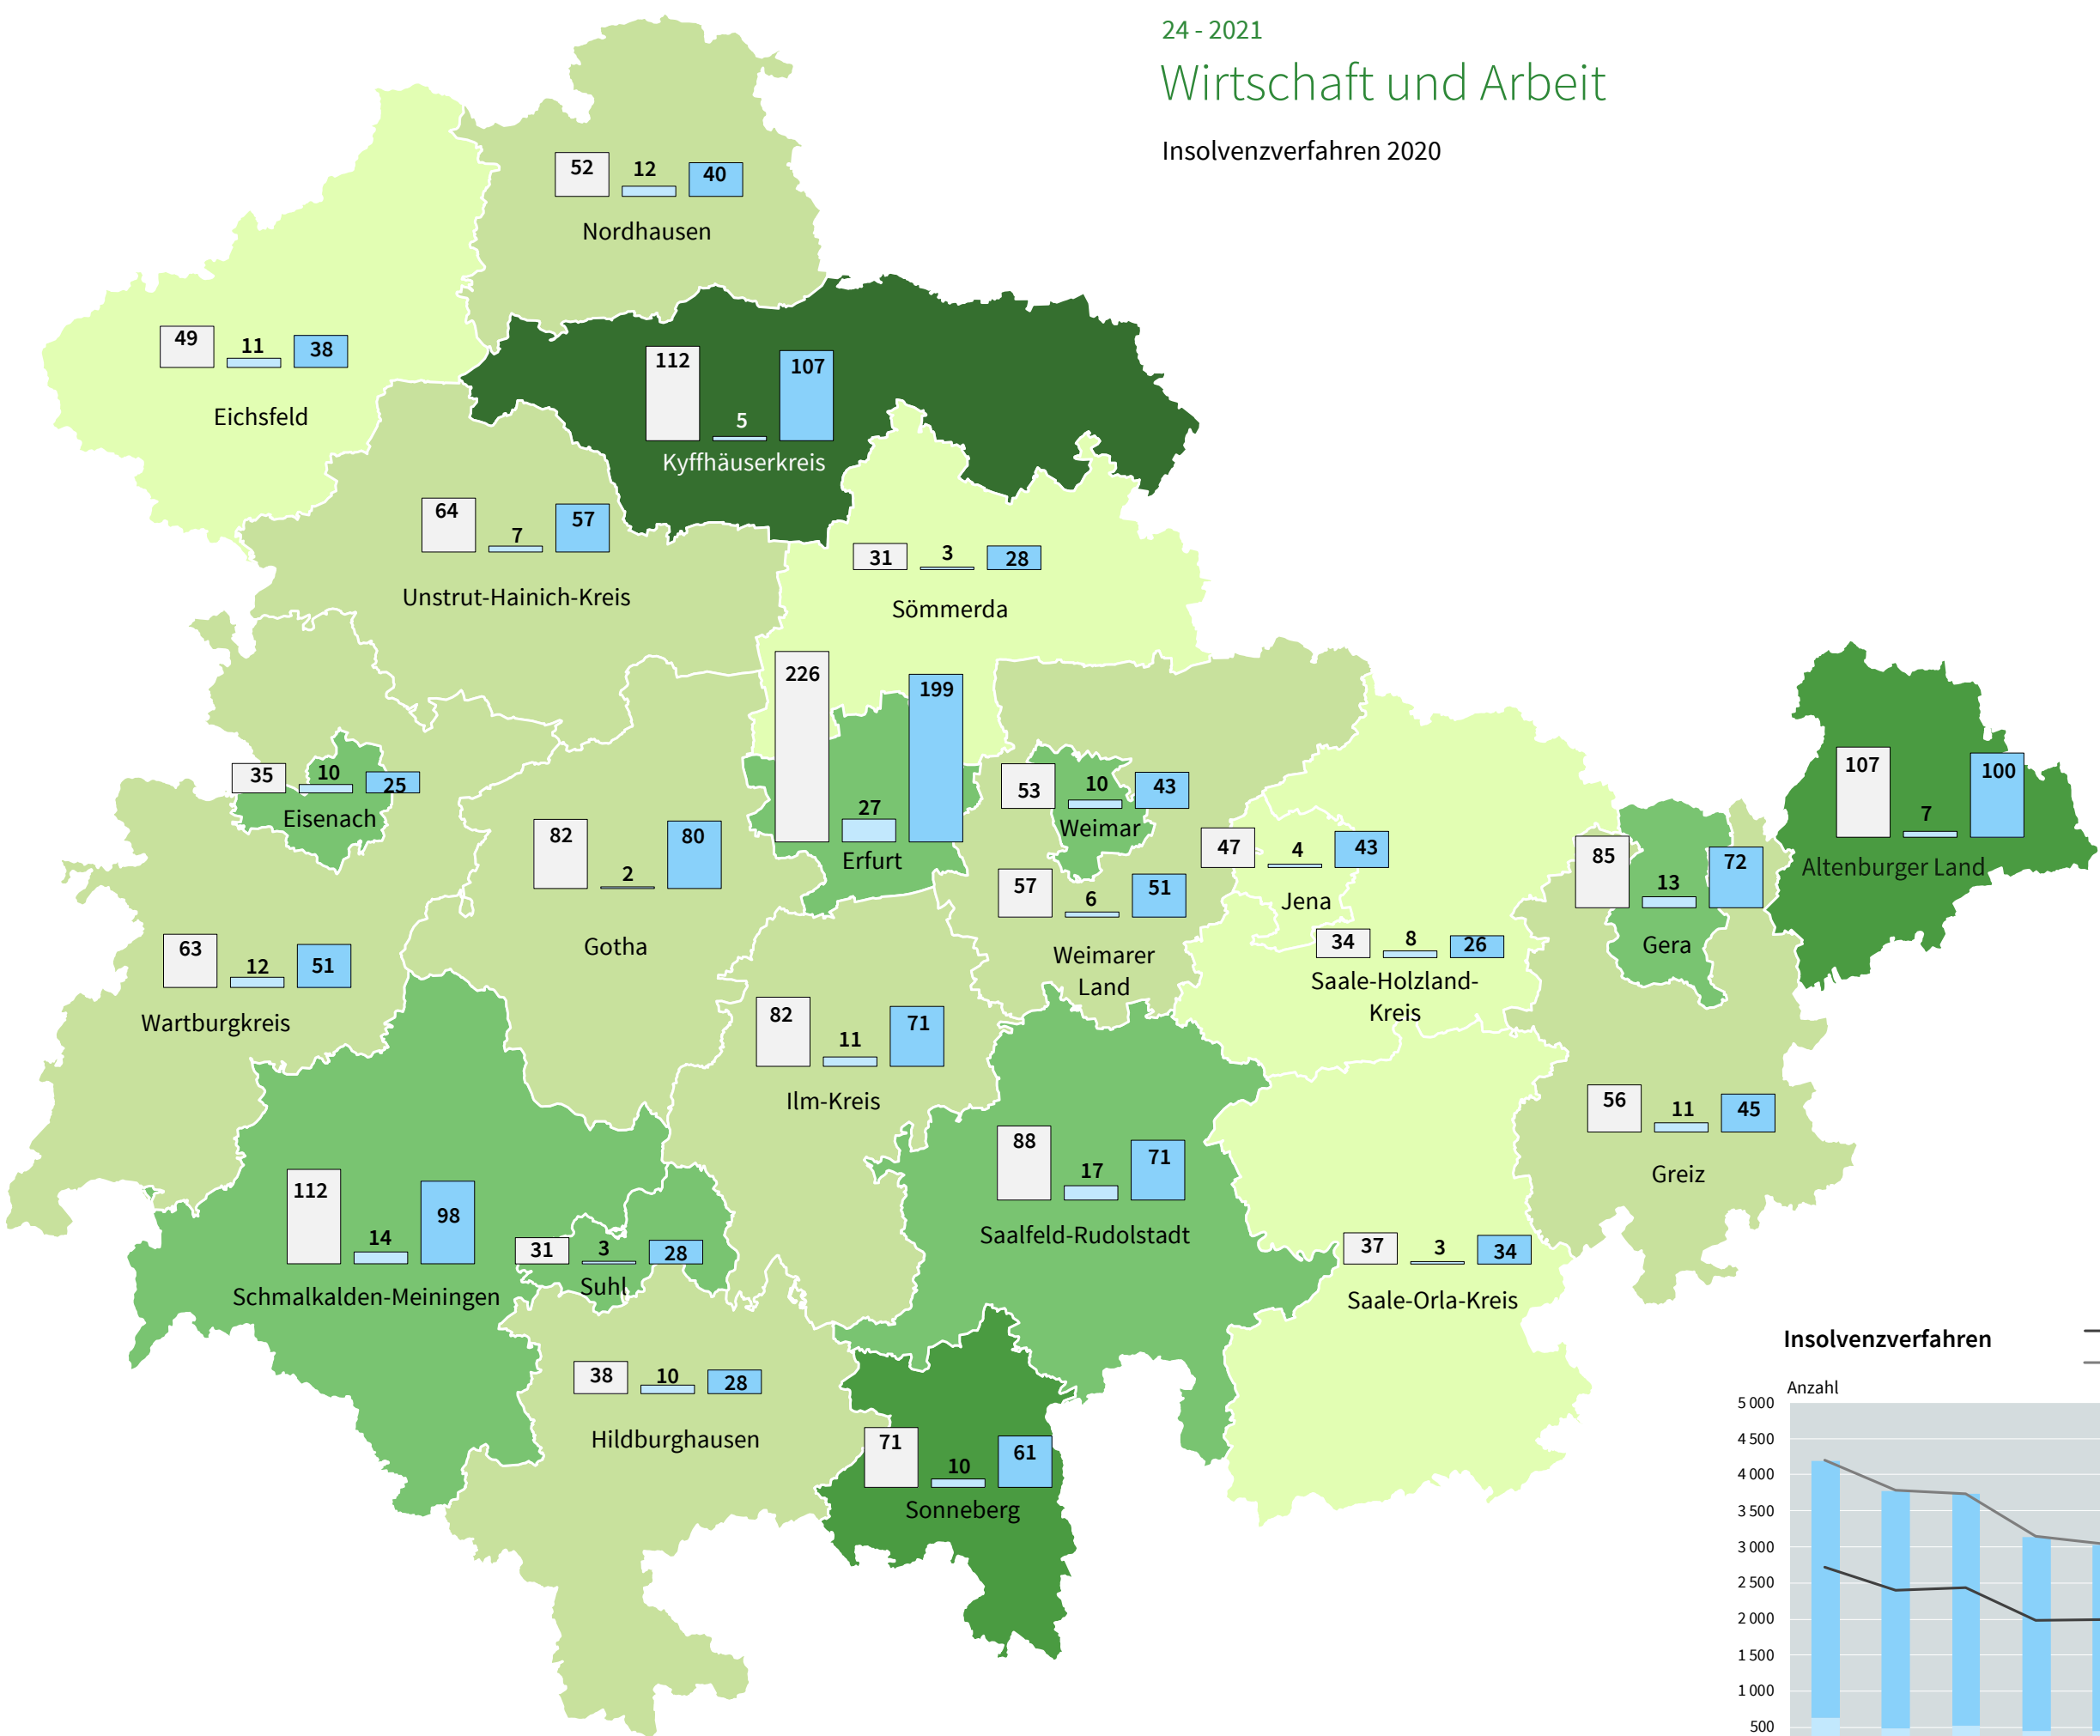 24 - 2021
Wirtschaft und Arbeit
Insolvenzverfahren 2020
52 12 40
Nordhausen
49 11 38
Eichsfeld
112 5 107
Kyffhäuserkreis
64 7 57
Unstrut-Hainich-Kreis
31 3 28
Sömmerda
226 27 199
Erfurt
35 10 25
Eisenach
53 10 43
Weimar
107 7 100
Altenburger Land
82 2 80
Gotha
47 4 43
Jena
85 13 72
Gera
57 6 51
Weimarer
Land
63 12 51
Wartburgkreis
34 8 26
Saale-Holzland-
Kreis
82 11 71
Ilm-Kreis
56 11 45
Greiz
88 17 71
Saalfeld-Rudolstadt
112 14 98
Schmalkalden-Meiningen
31 3 28
Suhl
37 3 34
Saale-Orla-Kreis
38 10 28
Hildburghausen
71 10 61
Sonneberg
Insolvenzverfahren
Anzahl
5 000
4 500
4 000
3 500
3 000
2 500
2 000
1 500
1 000
500